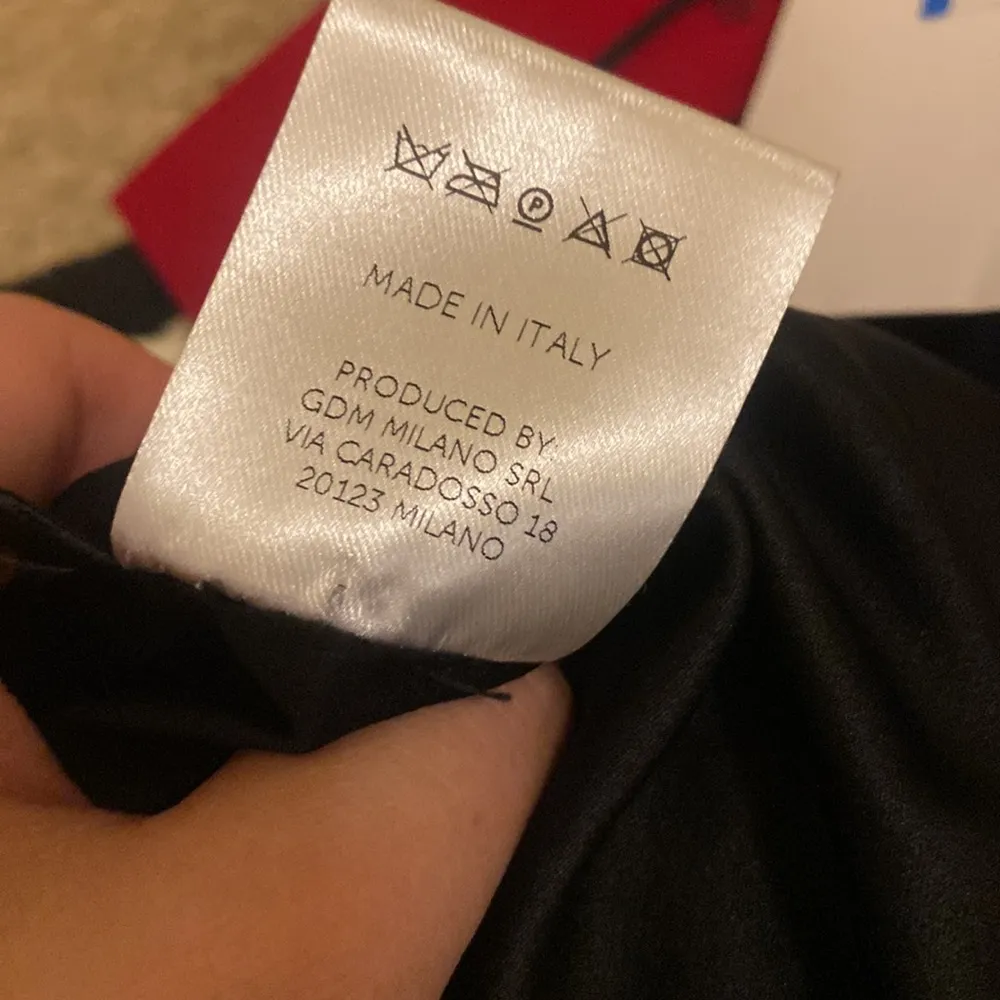 P
MADE IN ITALY
PRODUCED BY:
GDM MILANO SRL
VIA CARADOSSO 18
20123 MILANO